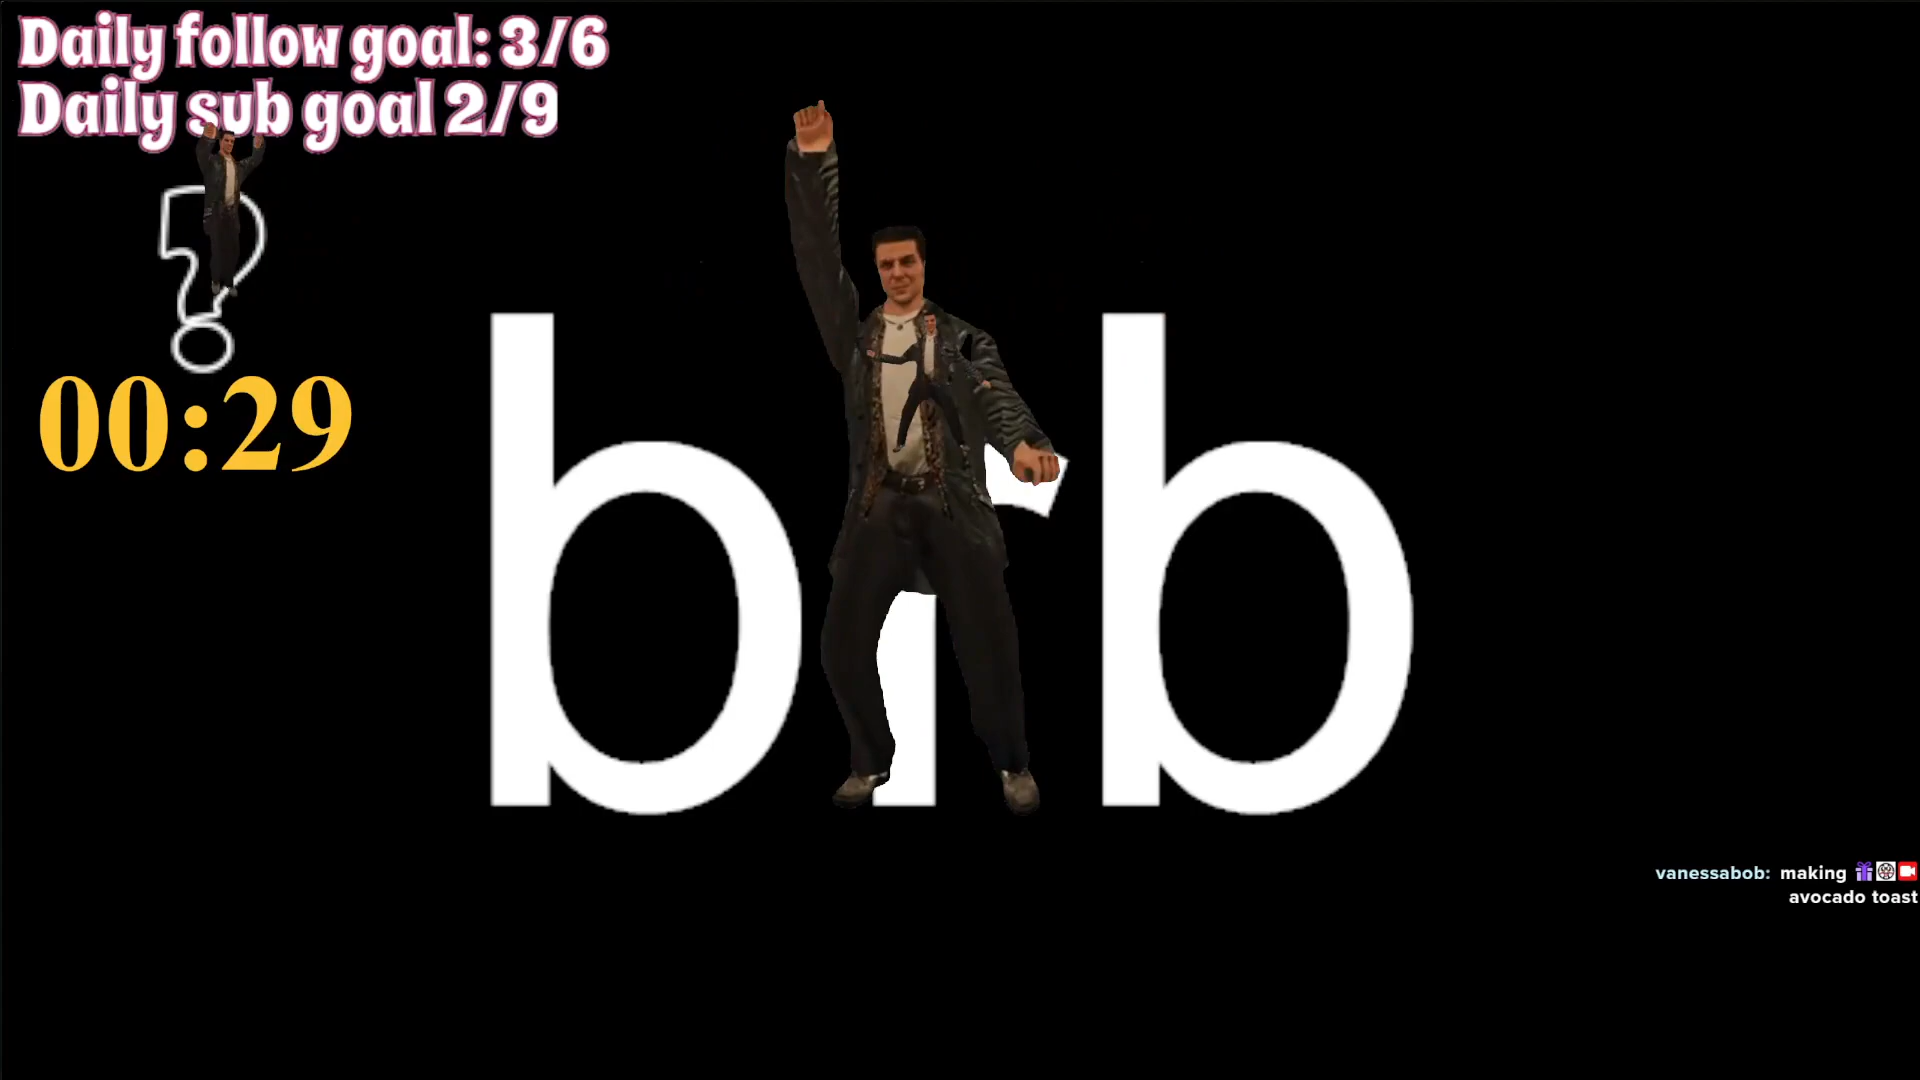 Daily follow goal: 3/6
Daily sub goal 2/9
?
00:29
brb
vanessabob: making
avocado toast